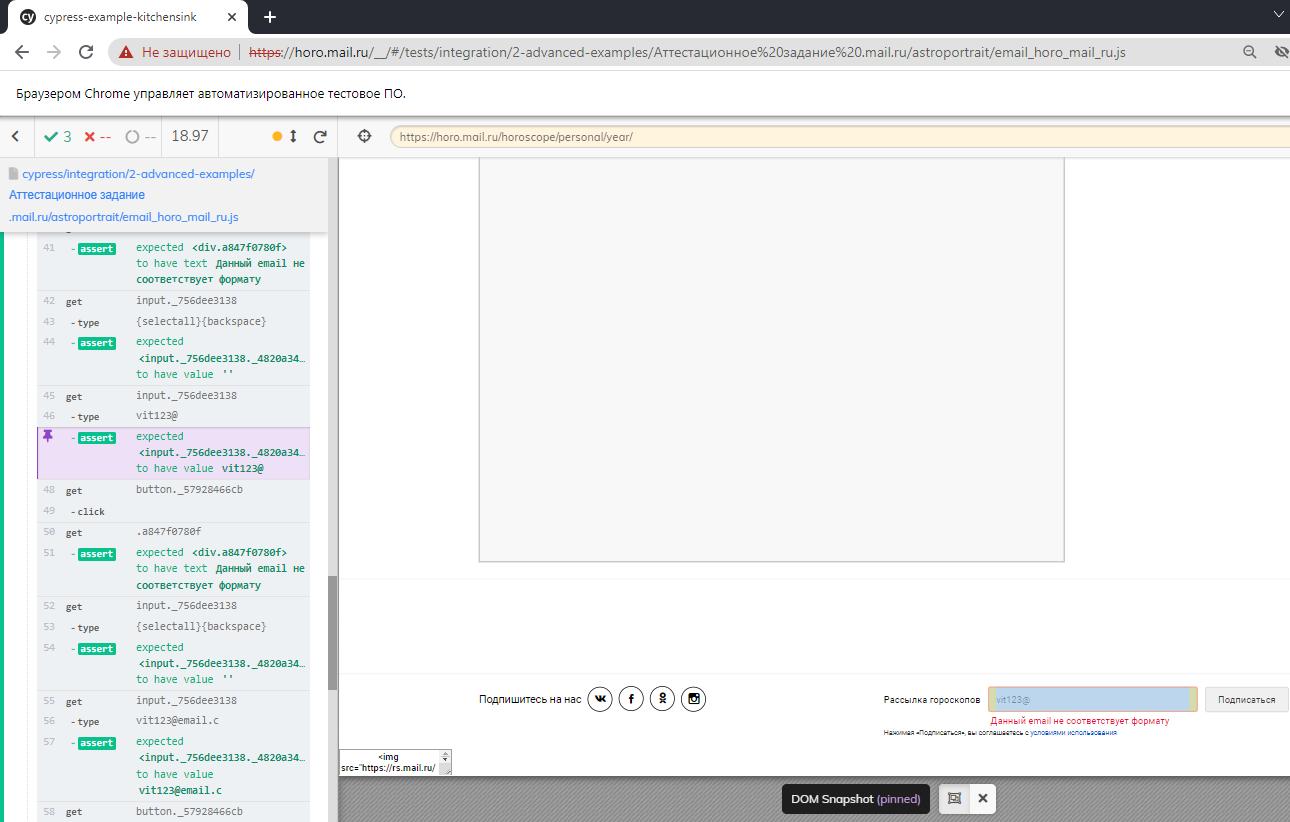 cypress-example-kitchensink
Не защищено
https://horo.mail.ru/__/#/tests/integration/2-advanced-examples/Аттестационное%20задание%20.mail.ru/astroportrait/email_horo_mail_ru.js
Браузером Chrome управляет автоматизированное тестовое ПО.
3 -- -- 18.97
https://horo.mail.ru/horoscope/personal/year/
cypress/integration/2-advanced-examples/
Аттестационное задание
.mail.ru/astroportrait/email_horo_mail_ru.js
41 -assert expected <div.a847f0780f>
to have text Данный email не
соответствует формату
42 get input._756dee3138
43 -type {selectall}{backspace}
44 -assert expected
<input._756dee3138._4820a34…
to have value ''
45 get input._756dee3138
46 -type vit123@
-assert expected
<input._756dee3138._4820a34…
to have value vit123@
48 get button._57928466cb
49 -click
50 get .a847f0780f
51 -assert expected <div.a847f0780f>
to have text Данный email не
соответствует формату
52 get input._756dee3138
53 -type {selectall}{backspace}
54 -assert expected
<input._756dee3138._4820a34…
to have value ''
55 get input._756dee3138
56 -type vit123@email.c
57 -assert expected
<input._756dee3138._4820a34…
to have value
vit123@email.c
58 get button._57928466cb
Подпишитесь на нас
Рассылка гороскопов vit123@ Подписаться
Данный email не соответствует формату
Нажимая «Подписаться», вы соглашаетесь с условиями использования
<img
src="https://rs.mail.ru/
DOM Snapshot (pinned)